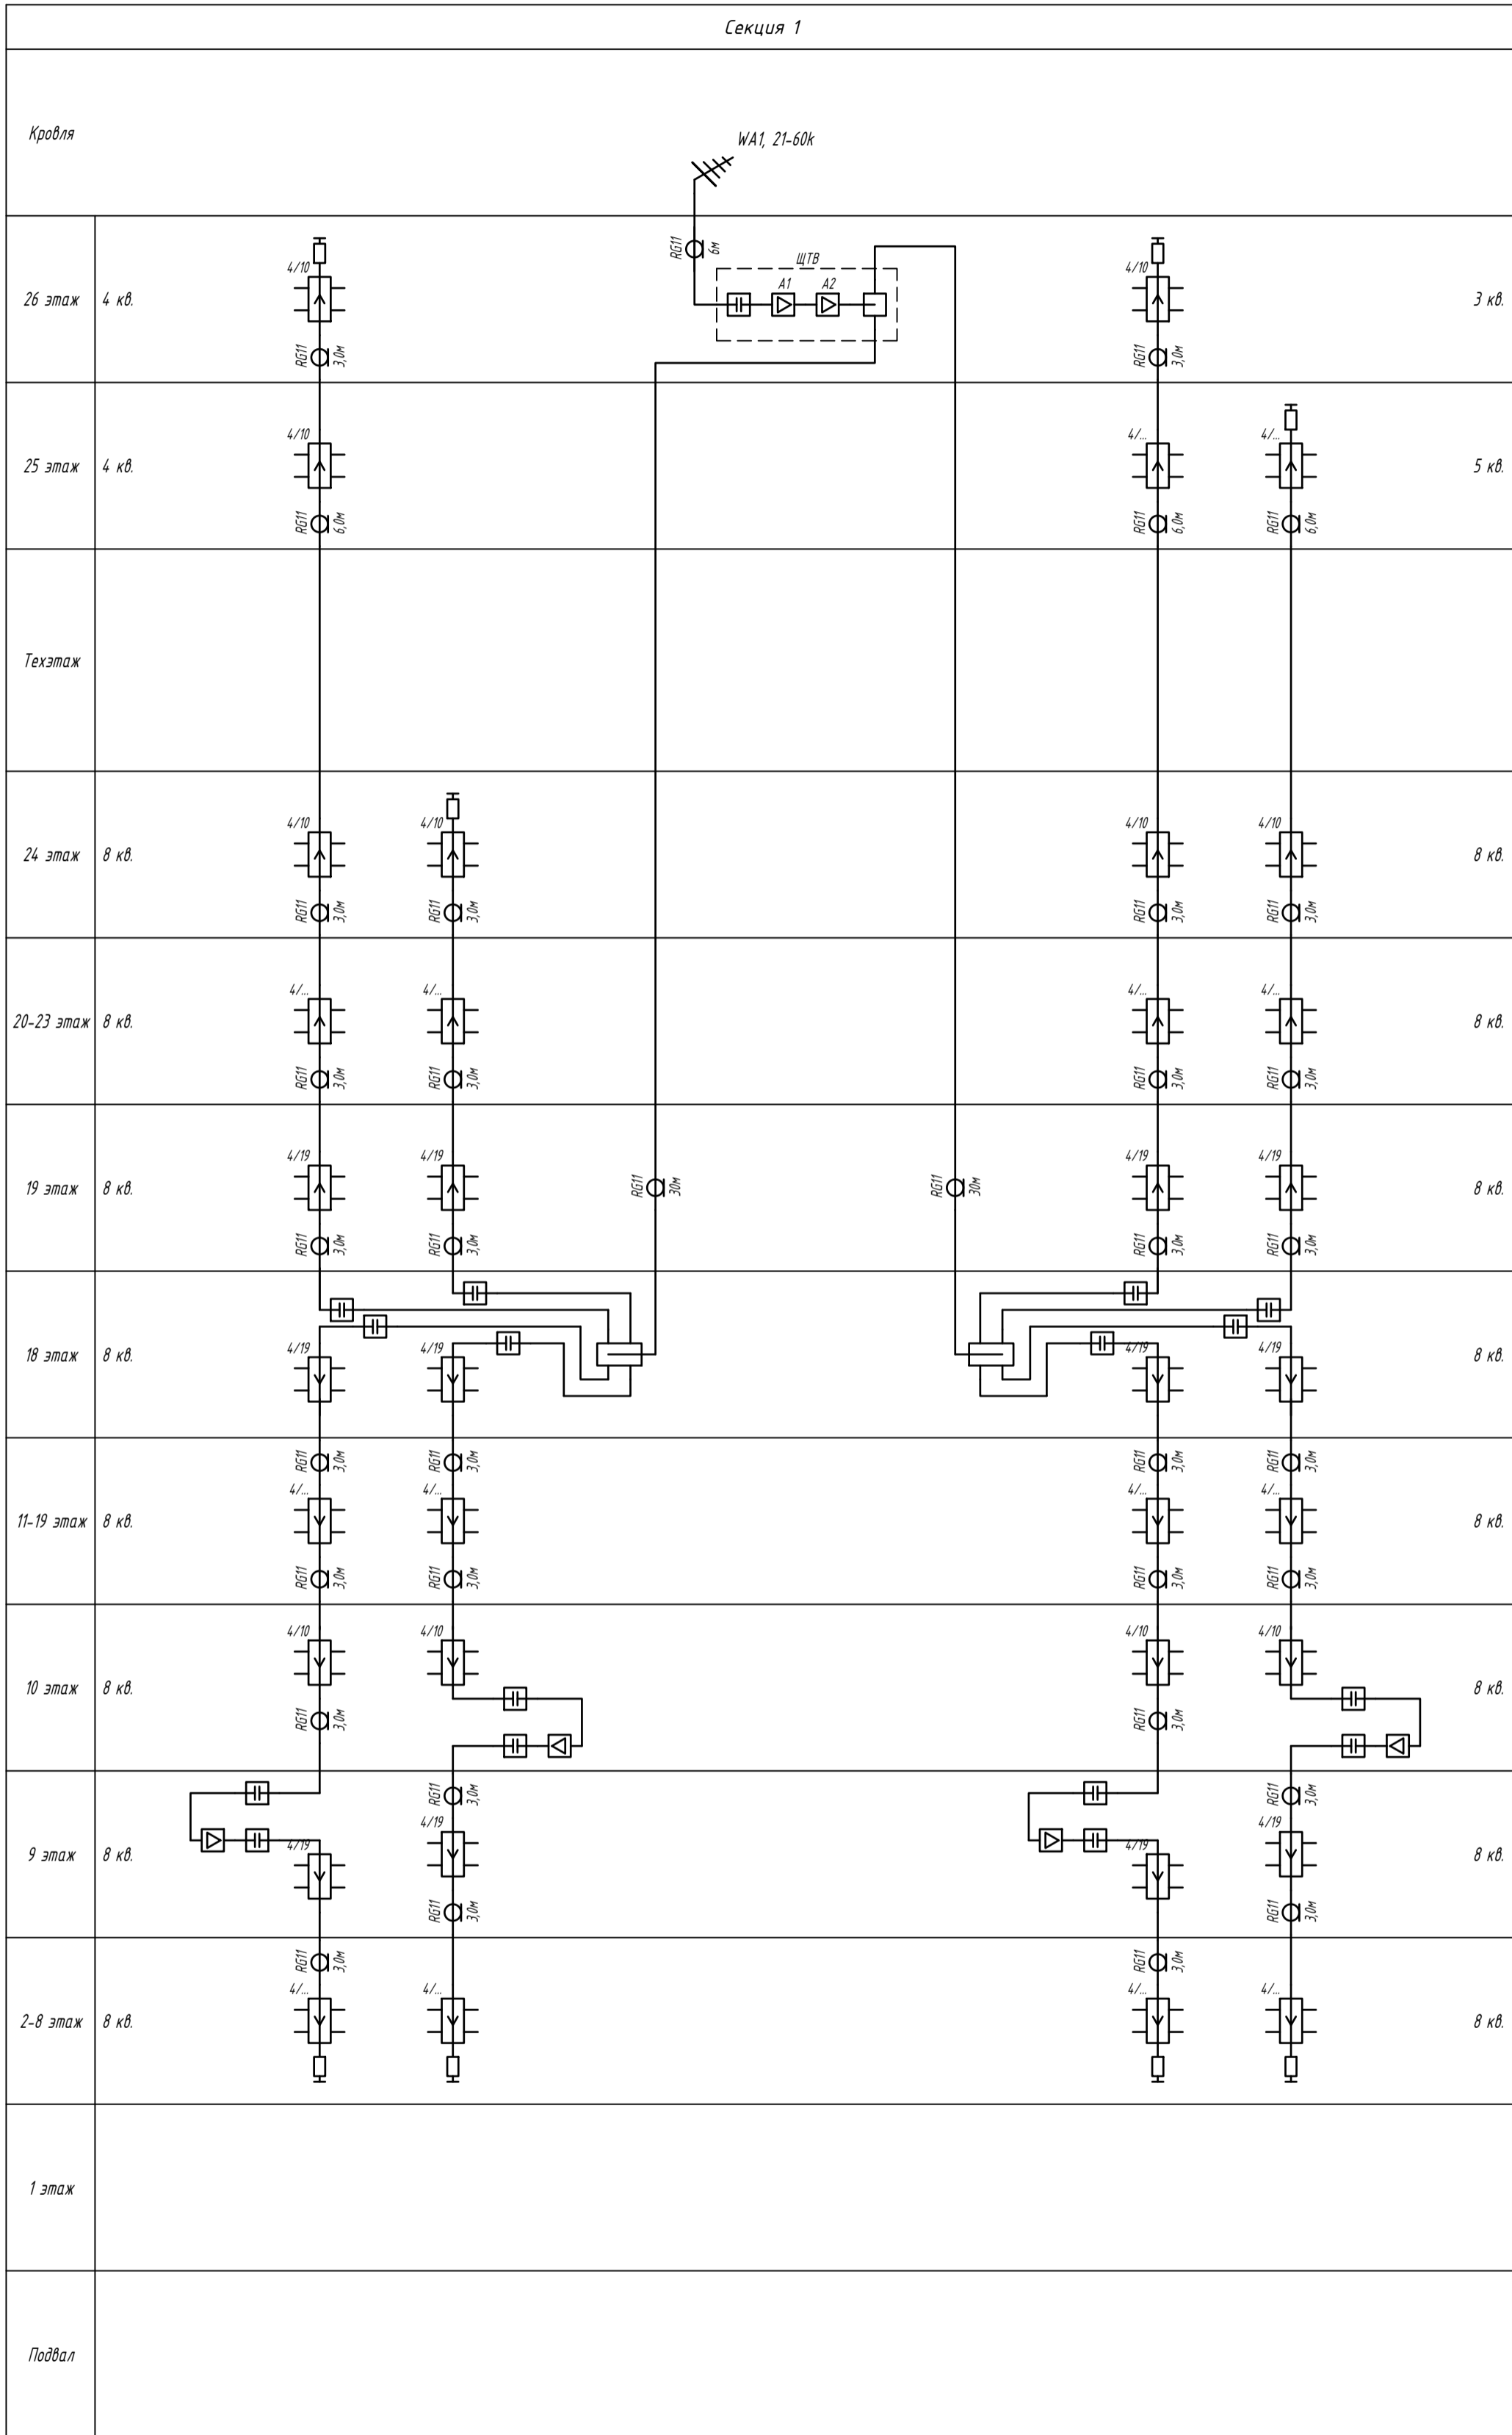 Секция 1
Кровля
WA1, 21-60k
RG11 6м
ЩТВ
A1 A2
4/10 4/10
26 этаж 4 кв. 3 кв.
RG11 3,0м RG11 3,0м
4/10 4/... 4/...
25 этаж 4 кв. 5 кв.
RG11 6,0м RG11 6,0м RG11 6,0м
Техэтаж
4/10 4/10 4/10 4/10
24 этаж 8 кв. 8 кв.
RG11 3,0м RG11 3,0м RG11 3,0м RG11 3,0м
4/... 4/... 4/... 4/...
20-23 этаж 8 кв. 8 кв.
RG11 3,0м RG11 3,0м RG11 3,0м RG11 3,0м
4/19 4/19 4/19 4/19
19 этаж 8 кв. RG11 30м RG11 30м 8 кв.
RG11 3,0м RG11 3,0м RG11 3,0м RG11 3,0м
4/19 4/19 4/19 4/19
18 этаж 8 кв. 8 кв.
RG11 3,0м RG11 3,0м RG11 3,0м RG11 3,0м
4/... 4/... 4/... 4/...
11-19 этаж 8 кв. 8 кв.
RG11 3,0м RG11 3,0м RG11 3,0м RG11 3,0м
4/10 4/10 4/10 4/10
10 этаж 8 кв. 8 кв.
RG11 3,0м RG11 3,0м
RG11 3,0м RG11 3,0м
4/19 4/19 4/19 4/19
9 этаж 8 кв. 8 кв.
RG11 3,0м RG11 3,0м
RG11 3,0м RG11 3,0м
4/... 4/... 4/... 4/...
2-8 этаж 8 кв. 8 кв.
1 этаж
Подвал